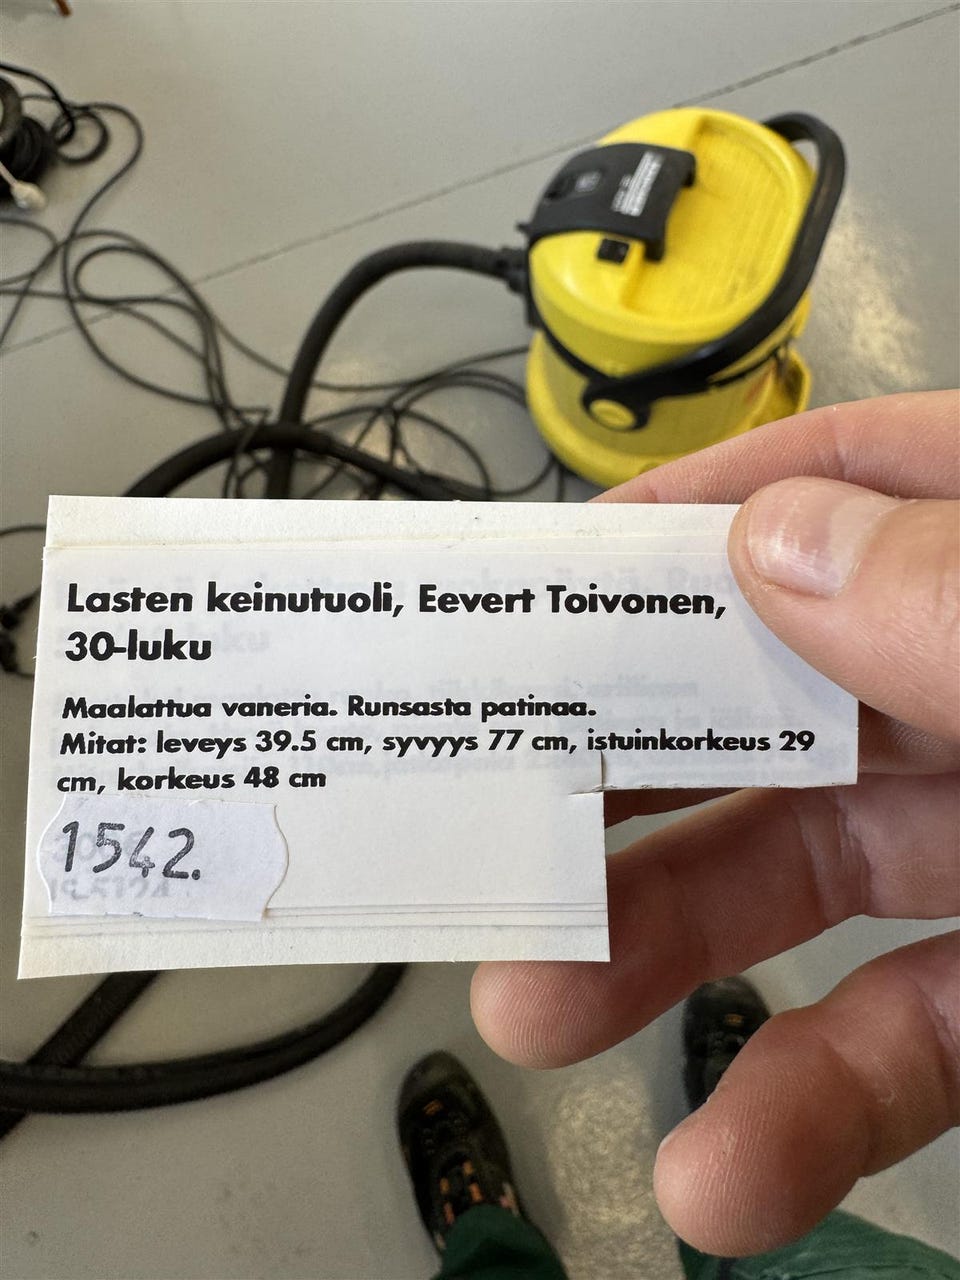 Lasten keinutuoli, Eevert Toivonen,
30-luku
Maalattua vaneria. Runsasta patinaa.
Mitat: leveys 39.5 cm, syvyys 77 cm, istuinkorkeus 29
cm, korkeus 48 cm
1542.